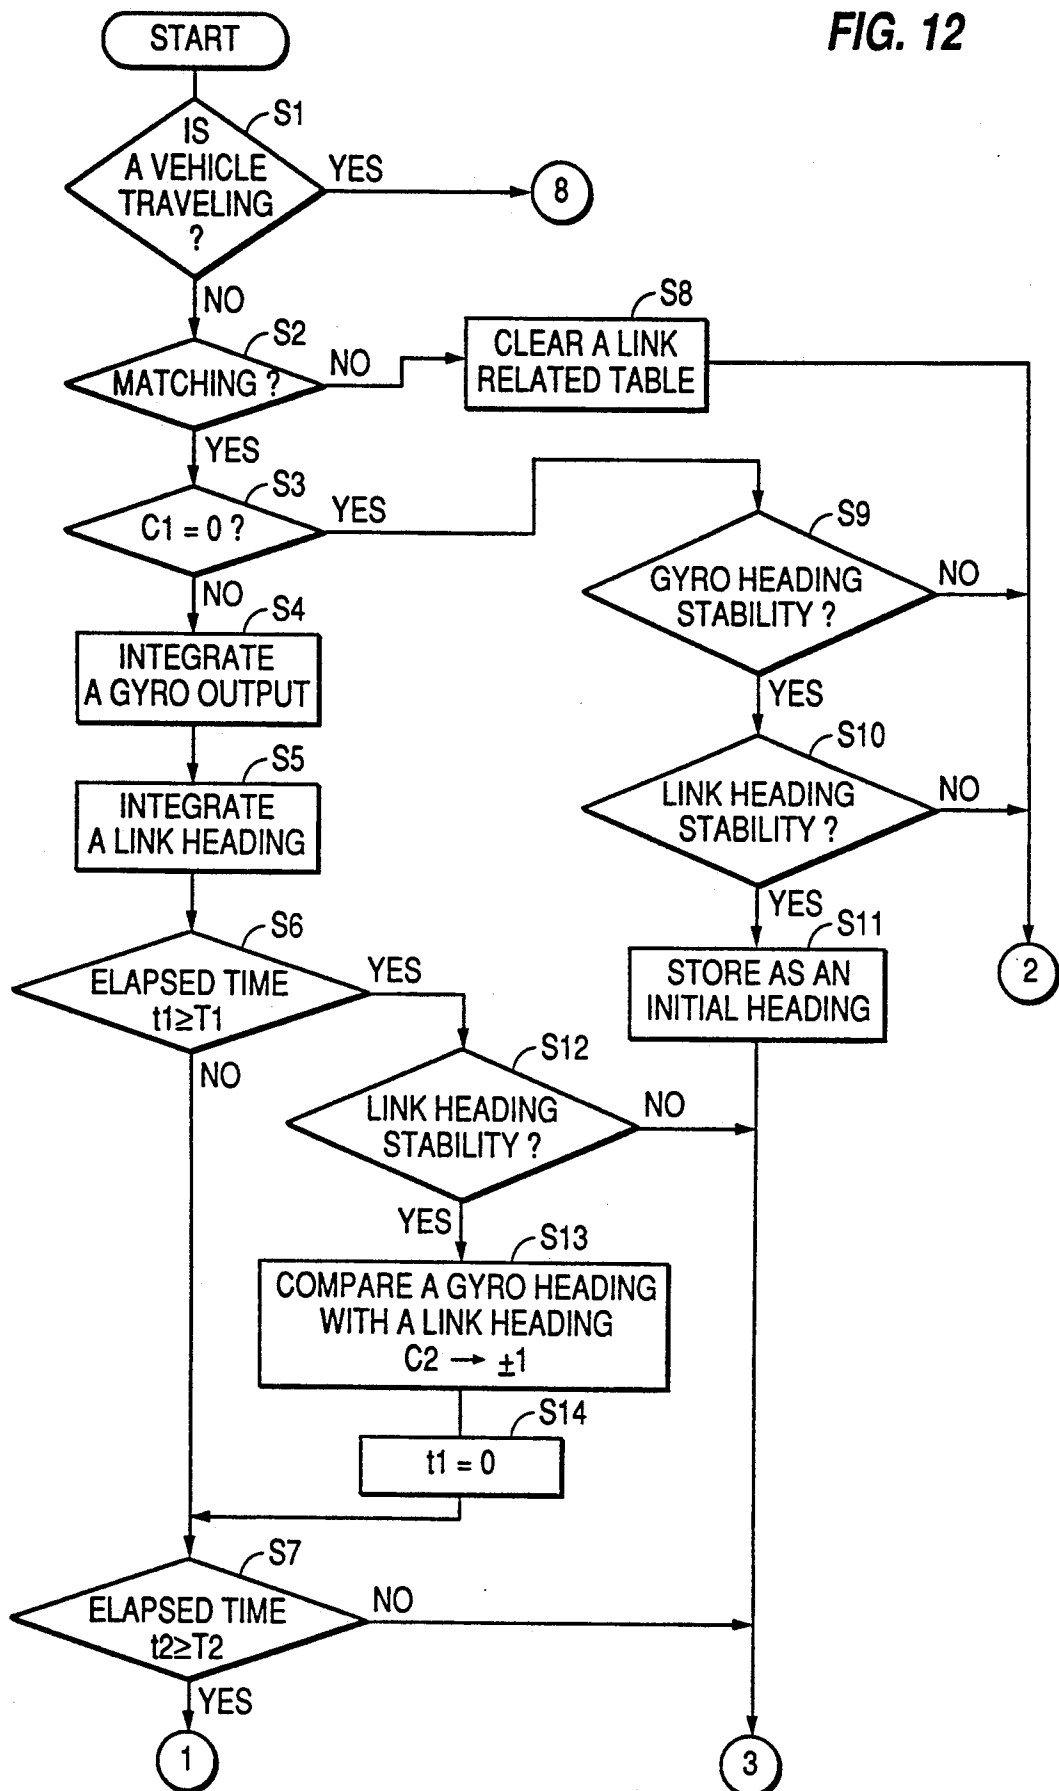 FIG. 12
START
S1
IS
A VEHICLE
TRAVELING
?
YES
8
NO
S2
MATCHING ?
NO
S8
CLEAR A LINK
RELATED TABLE
YES
S3
C1 = 0 ?
YES
NO
S9
GYRO HEADING
STABILITY ?
NO
YES
S4
INTEGRATE
A GYRO OUTPUT
S5
INTEGRATE
A LINK HEADING
S10
LINK HEADING
STABILITY ?
NO
YES
S11
STORE AS AN
INITIAL HEADING
2
S6
ELAPSED TIME
t1≥T1
YES
NO
S12
LINK HEADING
STABILITY ?
NO
YES
S13
COMPARE A GYRO HEADING
WITH A LINK HEADING
C2 → ±1
S14
t1 = 0
S7
ELAPSED TIME
t2≥T2
NO
YES
1
3